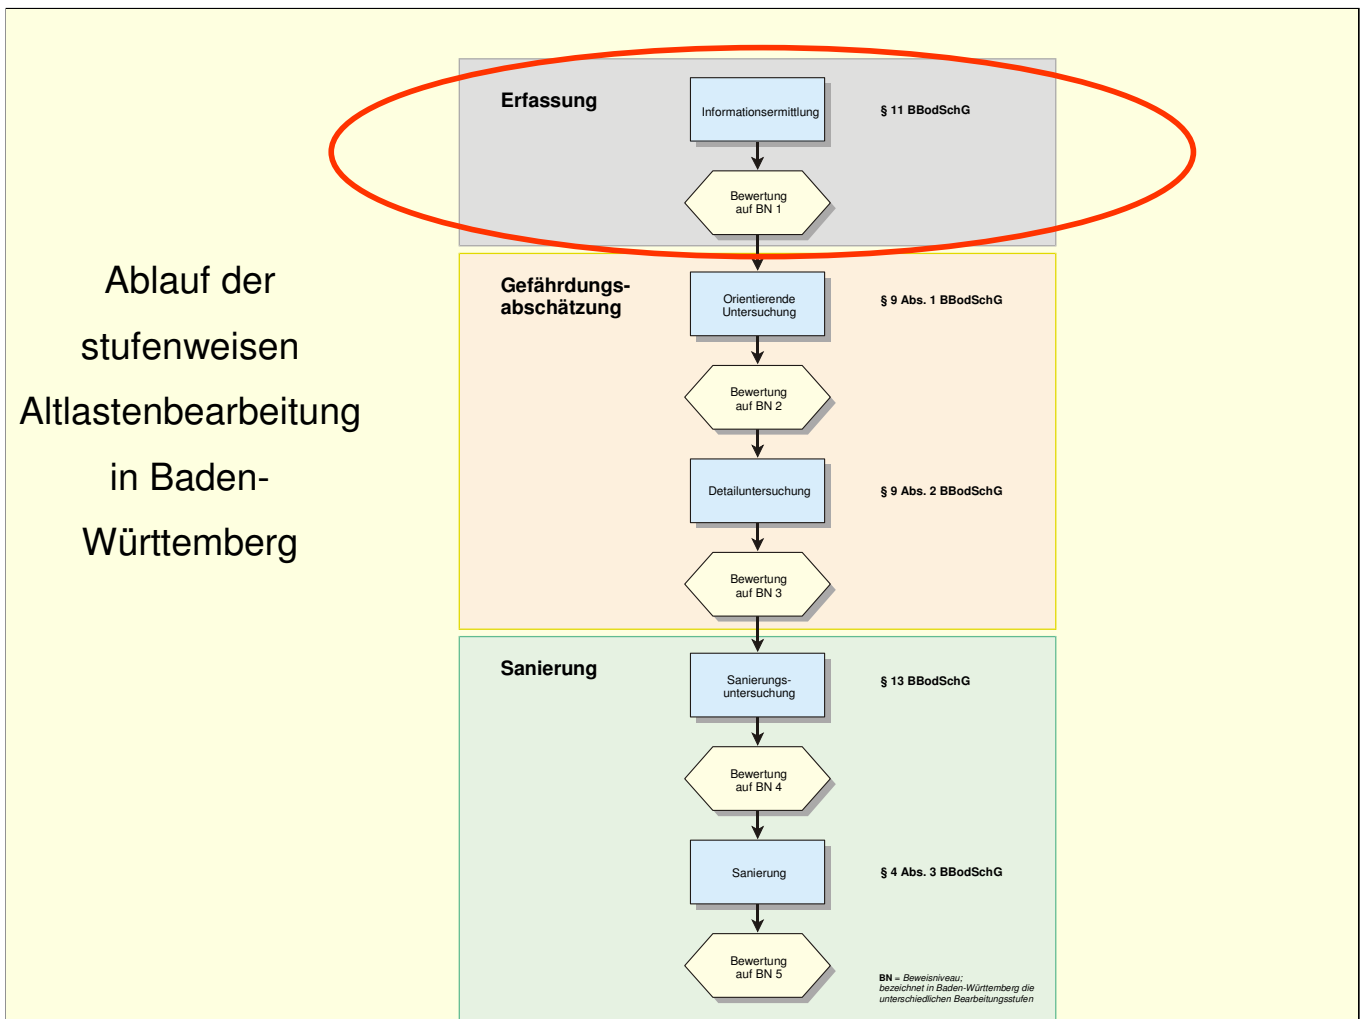 Ablauf der
stufenweisen
Altlastenbearbeitung
in Baden-
Württemberg
Erfassung
Informationsermittlung
§ 11 BBodSchG
Bewertung
auf BN 1
Gefährdungs-
abschätzung
Orientierende
Untersuchung
§ 9 Abs. 1 BBodSchG
Bewertung
auf BN 2
Detailuntersuchung
§ 9 Abs. 2 BBodSchG
Bewertung
auf BN 3
Sanierung
Sanierungs-
untersuchung
§ 13 BBodSchG
Bewertung
auf BN 4
Sanierung
§ 4 Abs. 3 BBodSchG
Bewertung
auf BN 5
BN = Beweisniveau;
bezeichnet in Baden-Württemberg die
unterschiedlichen Bearbeitungsstufen